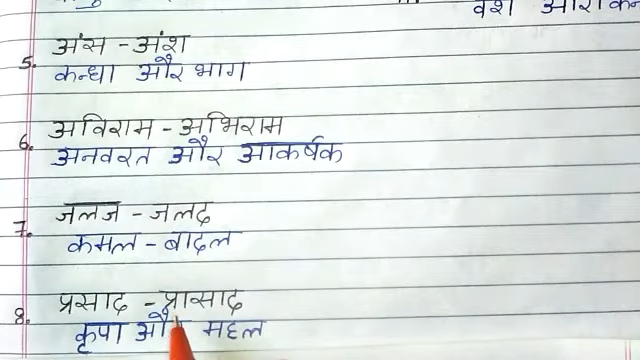 वंश और
5. अंस - अंश
कन्धा और भाग
6. अविराम - अभिराम
अनवरत और आकर्षक
7. जलज - जलद
कमल - बादल
8. प्रसाद - प्रासाद
कृपा और महल